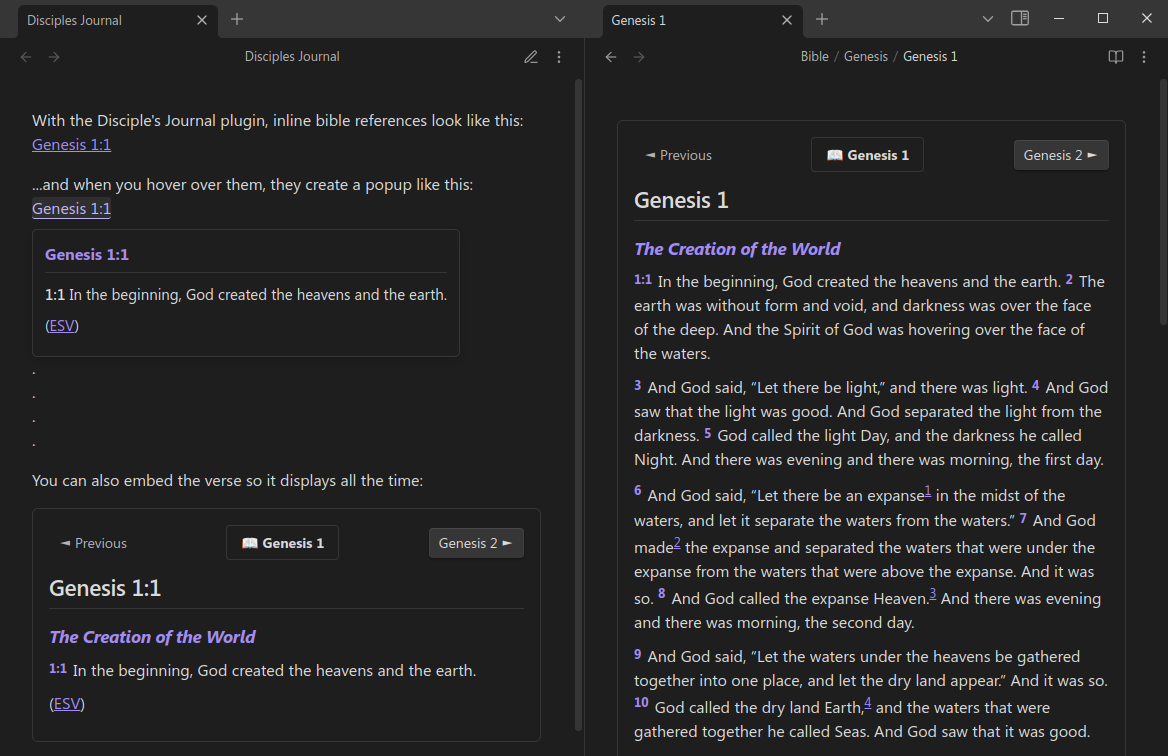 Disciples Journal
Disciples Journal
With the Disciple's Journal plugin, inline bible references look like this:
Genesis 1:1
...and when you hover over them, they create a popup like this:
Genesis 1:1
Genesis 1:1
1:1 In the beginning, God created the heavens and the earth.
(ESV)
.
.
.
.
You can also embed the verse so it displays all the time:
◄ Previous
📖 Genesis 1
Genesis 2 ►
Genesis 1:1
The Creation of the World
1:1 In the beginning, God created the heavens and the earth.
(ESV)
Genesis 1
Bible / Genesis / Genesis 1
◄ Previous
📖 Genesis 1
Genesis 2 ►
Genesis 1
The Creation of the World
1:1 In the beginning, God created the heavens and the earth. 2 The
earth was without form and void, and darkness was over the face
of the deep. And the Spirit of God was hovering over the face of
the waters.
3 And God said, “Let there be light,” and there was light. 4 And God
saw that the light was good. And God separated the light from the
darkness. 5 God called the light Day, and the darkness he called
Night. And there was evening and there was morning, the first day.
6 And God said, “Let there be an expanse1 in the midst of the
waters, and let it separate the waters from the waters.” 7 And God
made2 the expanse and separated the waters that were under the
expanse from the waters that were above the expanse. And it was
so. 8 And God called the expanse Heaven.3 And there was evening
and there was morning, the second day.
9 And God said, “Let the waters under the heavens be gathered
together into one place, and let the dry land appear.” And it was so.
10 God called the dry land Earth,4 and the waters that were
gathered together he called Seas. And God saw that it was good.